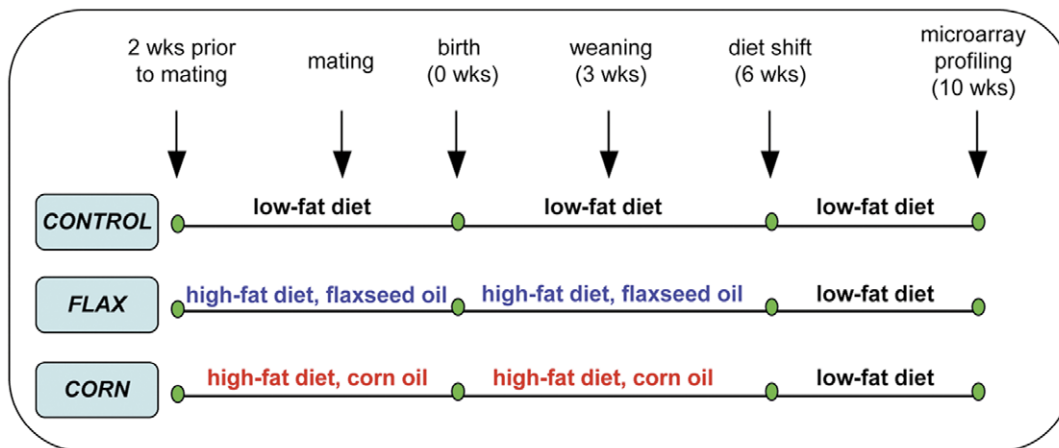 2 wks prior
to mating
mating
birth
(0 wks)
weaning
(3 wks)
diet shift
(6 wks)
microarray
profiling
(10 wks)
CONTROL
low-fat diet
low-fat diet
low-fat diet
FLAX
high-fat diet, flaxseed oil
high-fat diet, flaxseed oil
low-fat diet
CORN
high-fat diet, corn oil
high-fat diet, corn oil
low-fat diet